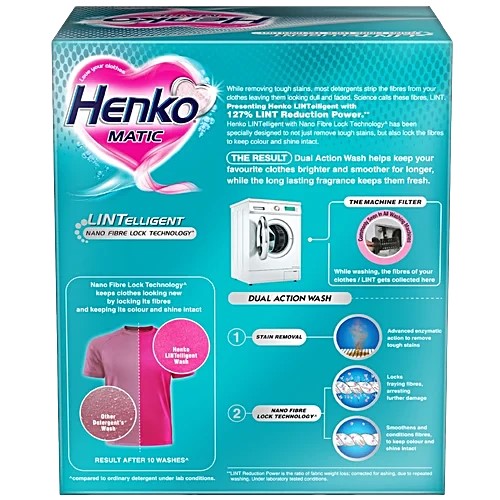 Love your clothes
Henko
MATIC
LINTELLIGENT
NANO FIBRE LOCK TECHNOLOGY^
While removing tough stains, most detergents strip the fibres from your
clothes leaving them looking dull and faded. Science calls these fibres, LINT.
Presenting Henko LINTelligent with
127% LINT Reduction Power.**
Henko LINTelligent with Nano Fibre Lock Technology^ has been
specially designed to not just remove tough stains, but also lock the fibres
to keep colour and shine intact.
THE RESULT Dual Action Wash helps keep your
favourite clothes brighter and smoother for longer,
while the long lasting fragrance keeps them fresh.
THE MACHINE FILTER
Commonly Seen In All Washing Machines
While washing, the fibres of your
clothes / LINT gets collected here
Nano Fibre Lock Technology^
keeps clothes looking new
by locking its fibres
and keeping its colour and shine intact
Henko
LINTelligent
Wash
Other
Detergent's^
Wash
RESULT AFTER 10 WASHES^
^compared to ordinary detergent under lab conditions.
DUAL ACTION WASH
1
STAIN REMOVAL
Advanced enzymatic
action to remove
tough stains
2
NANO FIBRE
LOCK TECHNOLOGY^
Locks
fraying fibres,
arresting
further damage
Smoothens and
conditions fibres,
to keep colour
and shine intact
**LINT Reduction Power is the ratio of fabric weight loss; corrected for ashing, due to repeated
washing. Under laboratory tested conditions.